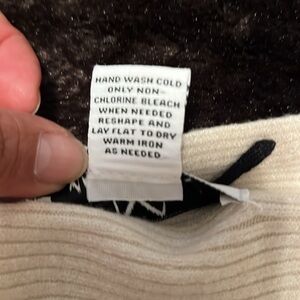 HAND WASH COLD
ONLY NON-
CHLORINE BLEACH
WHEN NEEDED
RESHAPE AND
LAY FLAT TO DRY
WARM IRON
AS NEEDED